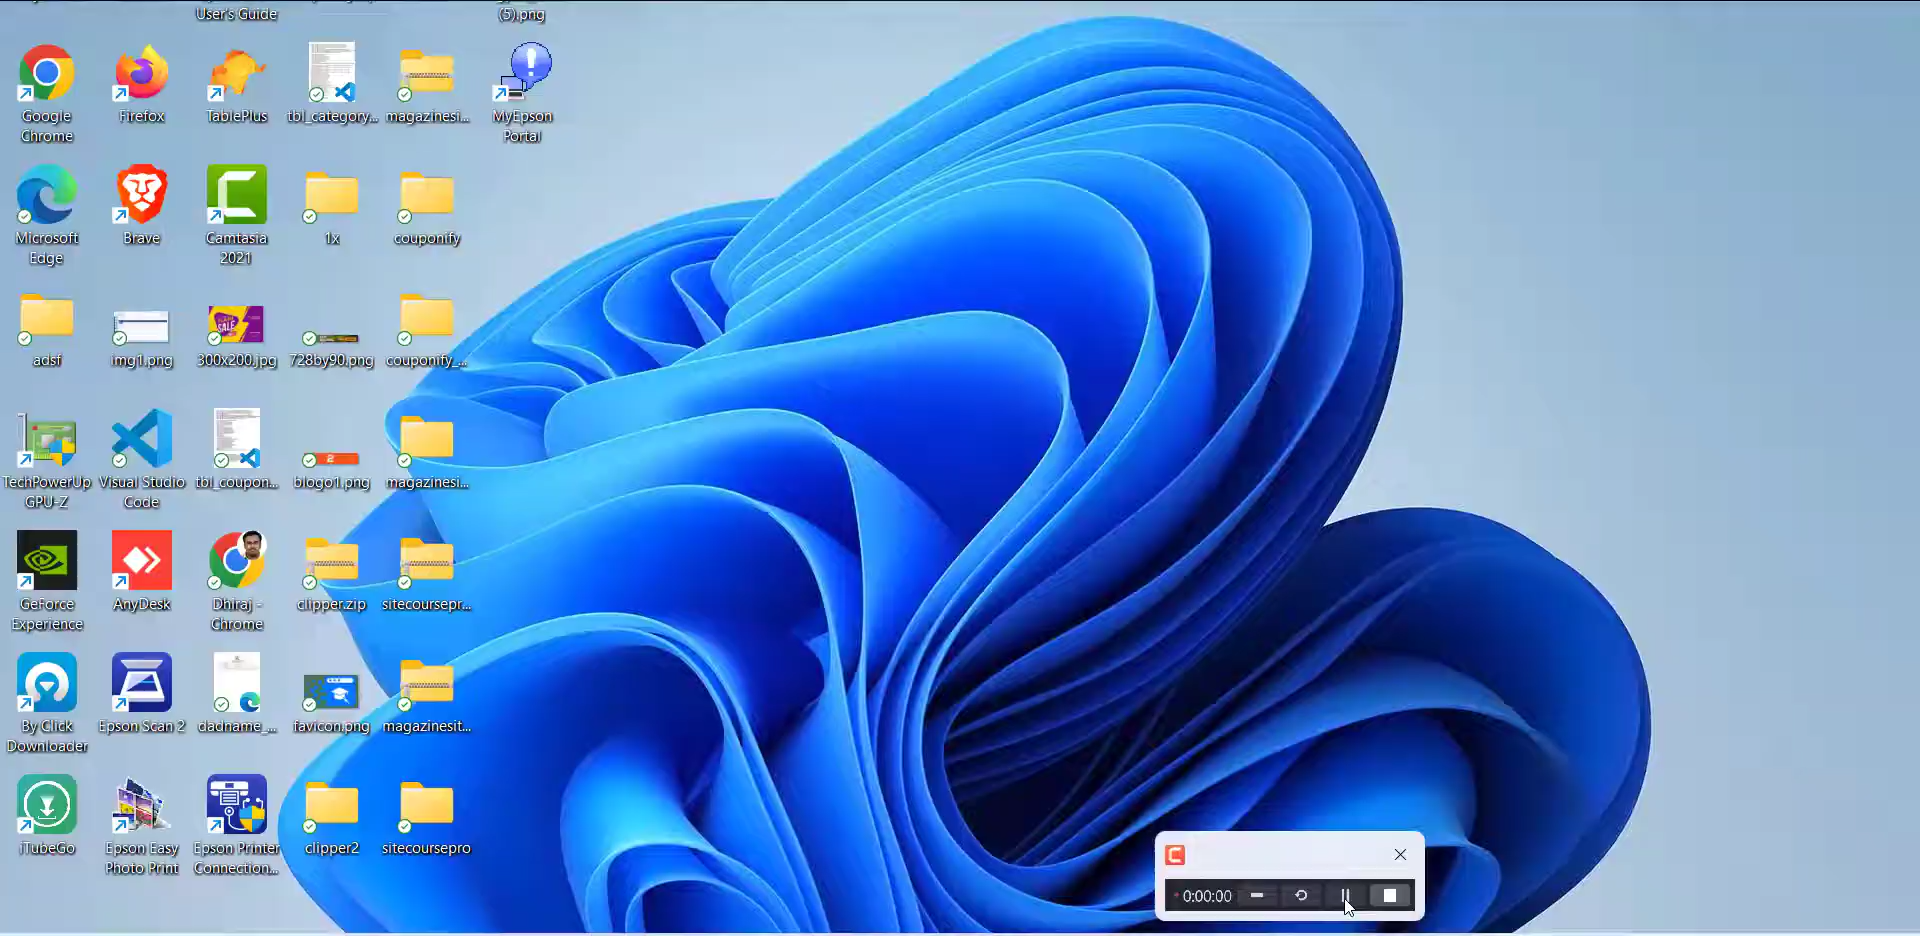 User's Guide
(5).png
Google
Chrome
Firefox
TablePlus
tbl_category...
magazinesi...
MyEpson
Portal
Microsoft
Edge
Brave
Camtasia
2021
1x
couponify
adsf
img1.png
300x200.jpg
728by90.png
couponify_...
TechPowerUp
GPU-Z
Visual Studio
Code
tbl_coupon...
blogo1.png
magazinesi...
GeForce
Experience
AnyDesk
Dhiraj -
Chrome
clipper.zip
sitecoursepr...
By Click
Downloader
Epson Scan 2
dadname_...
favicon.png
magazinesit...
iTubeGo
Epson Easy
Photo Print
Epson Printer
Connection...
clipper2
sitecoursepro
0:00:00